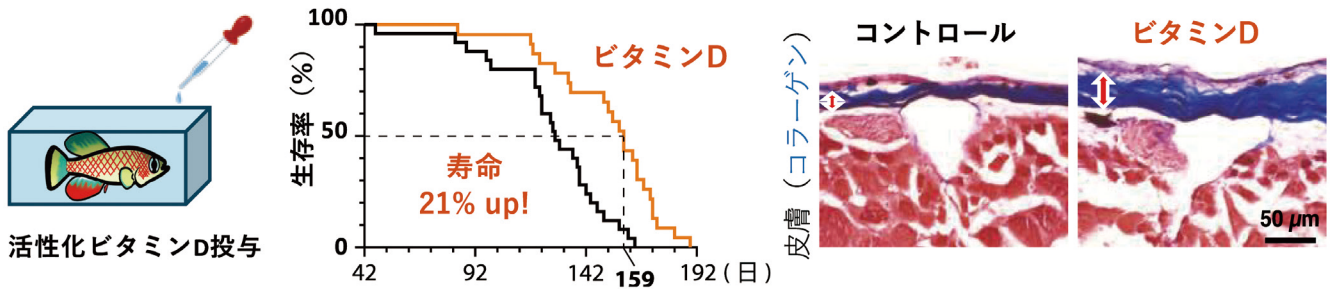 活性化ビタミンD投与
生存率 (%)
100
50
0
ビタミンD
寿命
21% up!
42
92
142
159
192 (日)
皮膚 (コラーゲン)
コントロール
ビタミンD
50 µm